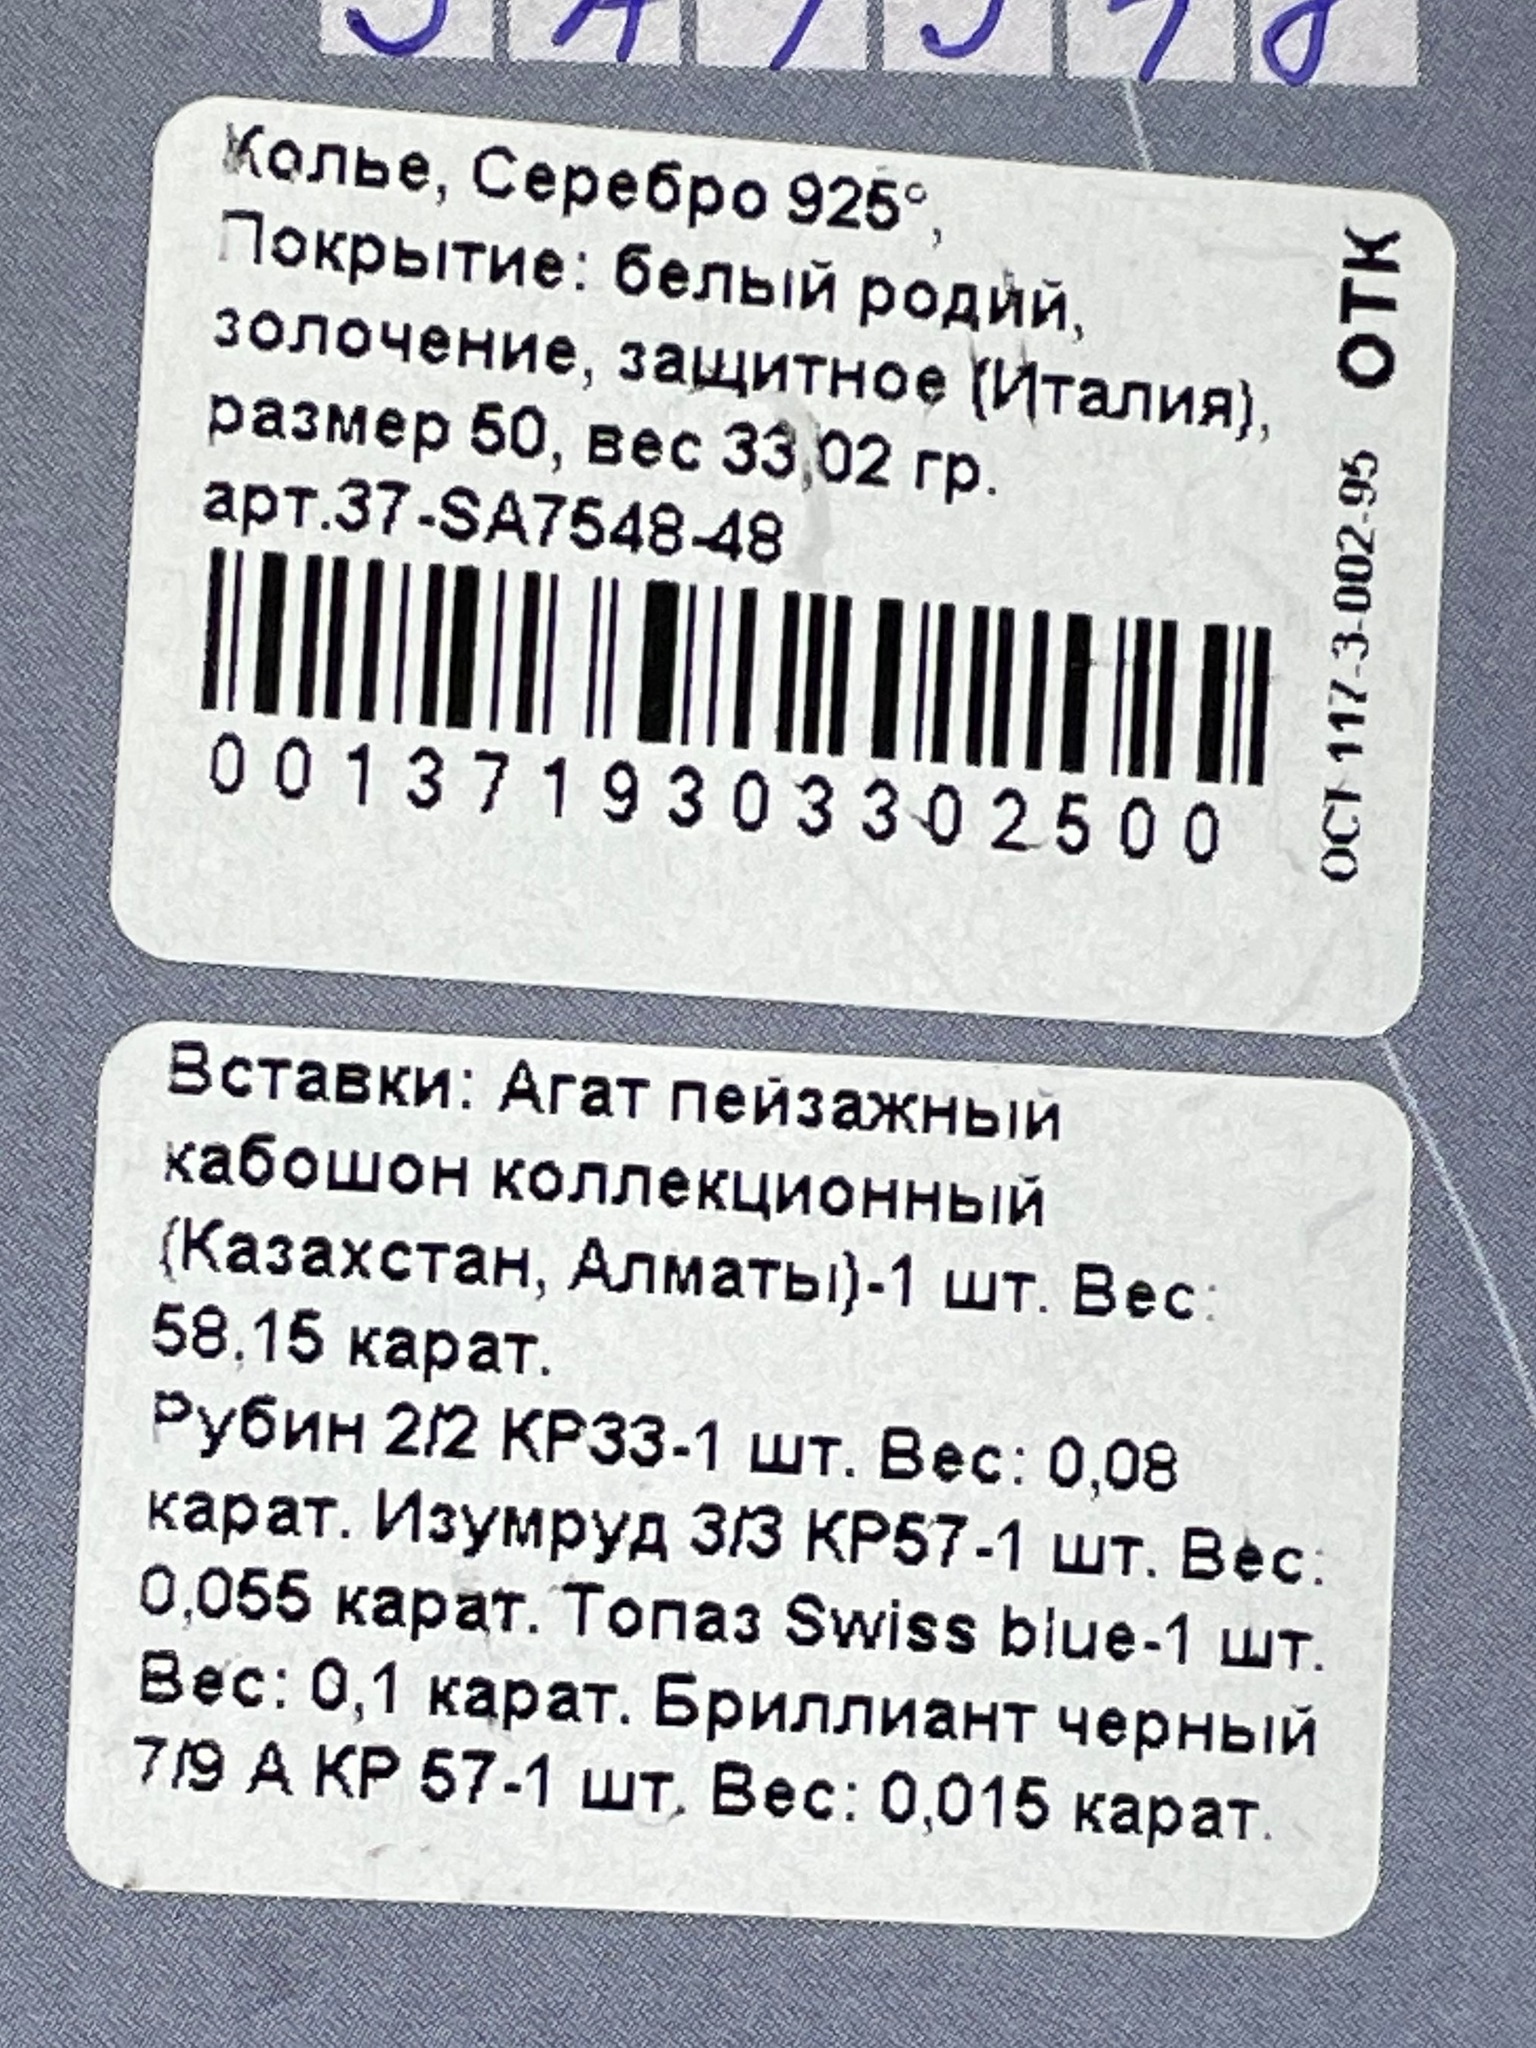 Колье, Серебро 925°,
Покрытие: белый родий,
золочение, защитное {Италия},
размер 50, вес 33,02 гр.
арт.37-SA7548-48
0013719303302500
ОТК
ОСТ 117-3-002-95
Вставки: Агат пейзажный
кабошон коллекционный
{Казахстан, Алматы}-1 шт. Вес:
58.15 карат.
Рубин 2/2 КР33-1 шт. Вес: 0,08
карат. Изумруд 3/3 КР57-1 шт. Вес:
0,055 карат. Топаз Swiss blue-1 шт.
Вес: 0,1 карат. Бриллиант черный
7/9 А КР 57-1 шт. Вес: 0,015 карат.